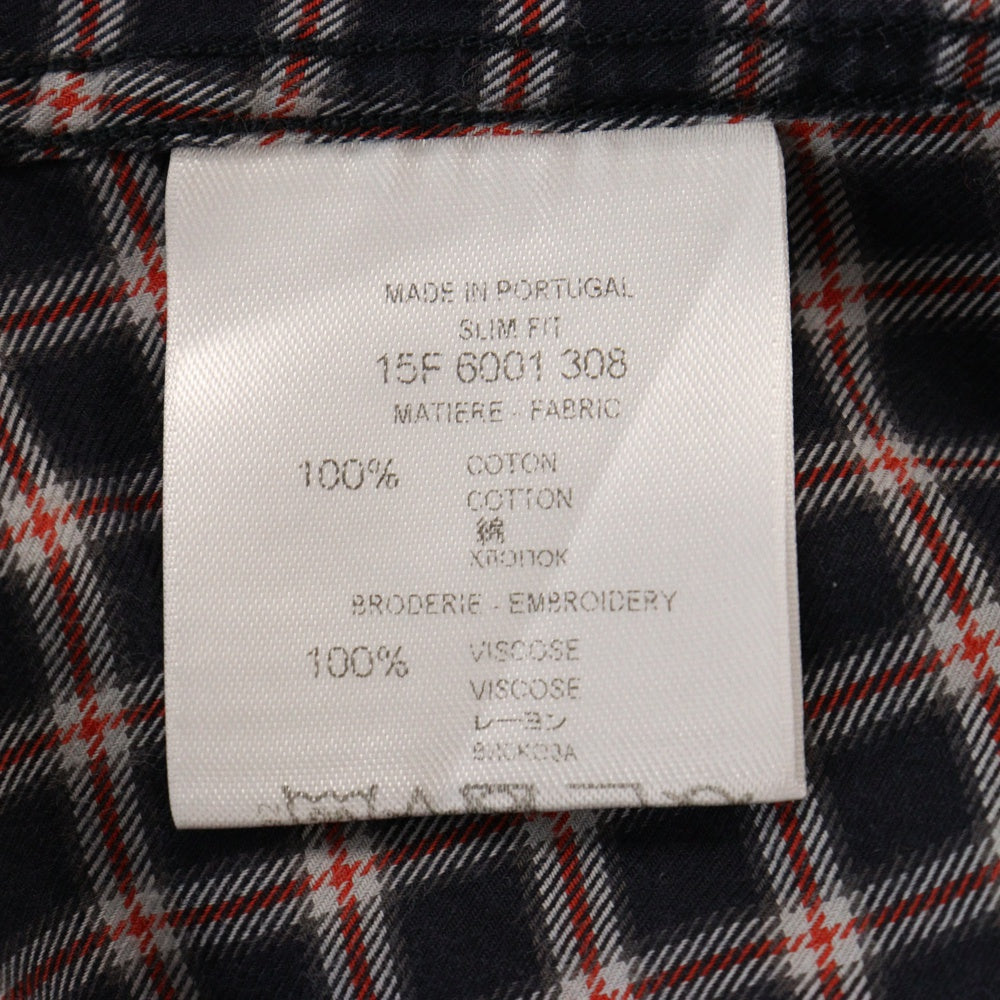 MADE IN PORTUGAL
SLIM FIT
15F 6001 308
MATIERE - FABRIC
100% COTON
COTTON
綿
ХЛОПОК
BRODERIE - EMBROIDERY
100% VISCOSE
VISCOSE
レーヨン
ВИСКОЗА